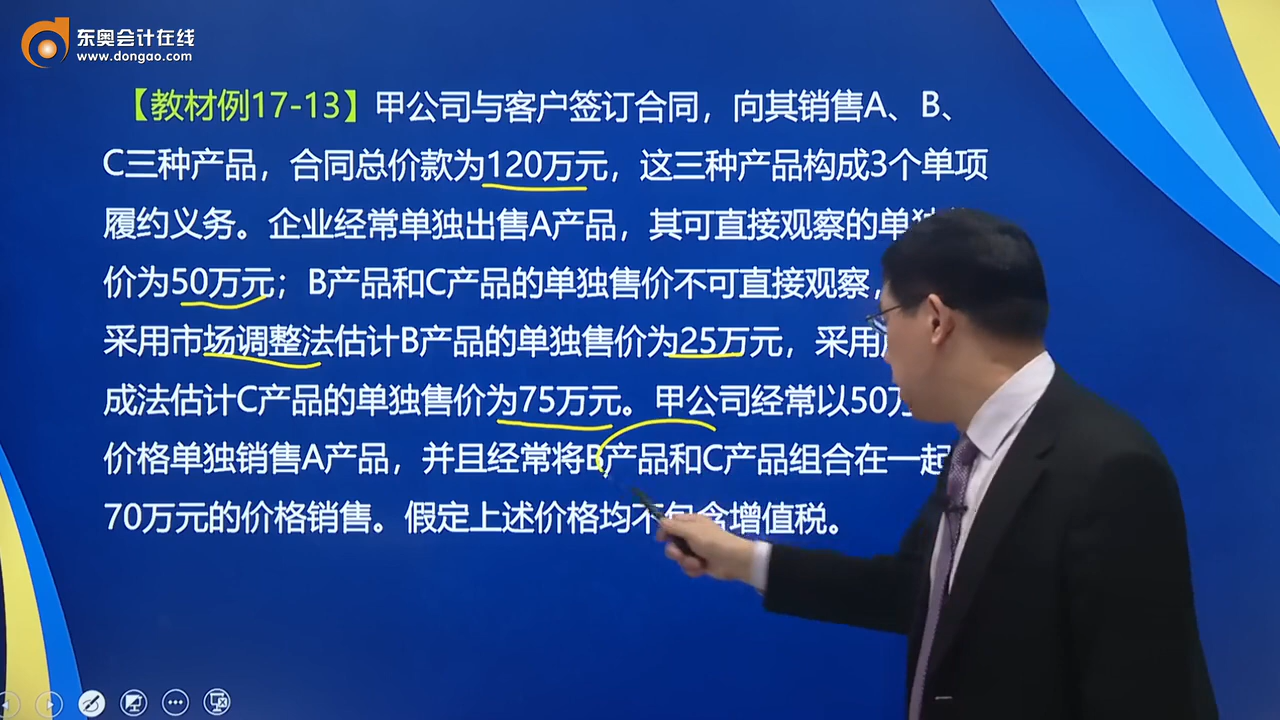 东奥会计在线
www.dongao.com
【教材例17-13】甲公司与客户签订合同，向其销售A、B、
C三种产品，合同总价款为120万元，这三种产品构成3个单项
履约义务。企业经常单独出售A产品，其可直接观察的单独
价为50万元；B产品和C产品的单独售价不可直接观察，
采用市场调整法估计B产品的单独售价为25万元，采用
成法估计C产品的单独售价为75万元。甲公司经常以50万
价格单独销售A产品，并且经常将B产品和C产品组合在一起
70万元的价格销售。假定上述价格均不包含增值税。